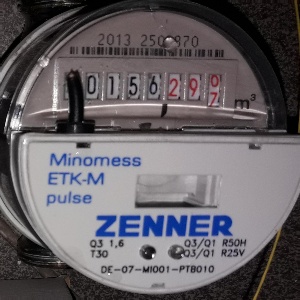 2013 250
0156290 m³
Minomess
ETK-M
pulse
ZENNER
Q3 1,6 Q3/Q1 R50H
T30 Q3/Q1 R25V
DE-07-MI001-PTB010